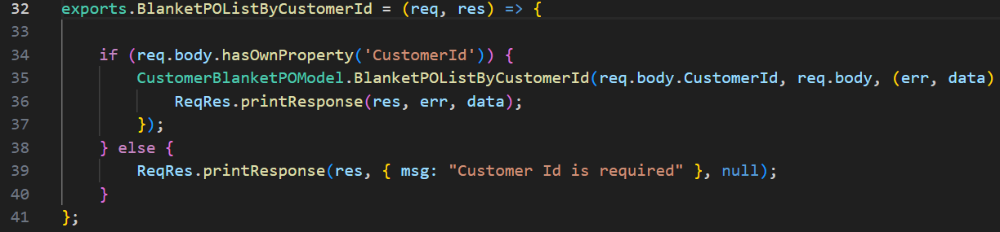 32 exports.BlanketPOListByCustomerId = (req, res) => {
33
34 if (req.body.hasOwnProperty('CustomerId')) {
35 CustomerBlanketPOModel.BlanketPOListByCustomerId(req.body.CustomerId, req.body, (err, data)
36 ReqRes.printResponse(res, err, data);
37 });
38 } else {
39 ReqRes.printResponse(res, { msg: "Customer Id is required" }, null);
40 }
41 };